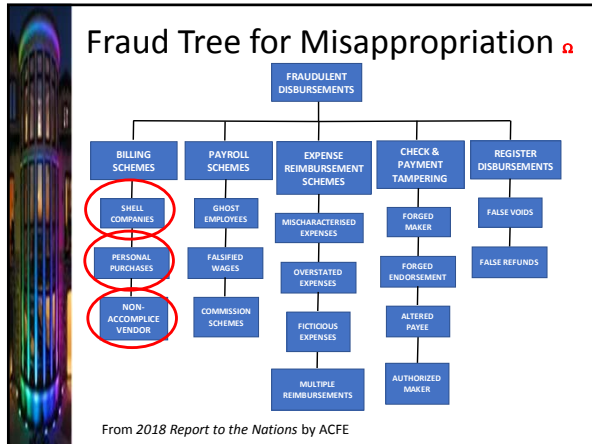 Fraud Tree for Misappropriation Ω
FRAUDULENT
DISBURSEMENTS
BILLING
SCHEMES
SHELL
COMPANIES
PERSONAL
PURCHASES
NON-
ACCOMPLICE
VENDOR
PAYROLL
SCHEMES
GHOST
EMPLOYEES
FALSIFIED
WAGES
COMMISSION
SCHEMES
EXPENSE
REIMBURSEMENT
SCHEMES
MISCHARACTERISED
EXPENSES
OVERSTATED
EXPENSES
FICTICIOUS
EXPENSES
MULTIPLE
REIMBURSEMENTS
CHECK &
PAYMENT
TAMPERING
FORGED
MAKER
FORGED
ENDORSEMENT
ALTERED
PAYEE
AUTHORIZED
MAKER
REGISTER
DISBURSEMENTS
FALSE VOIDS
FALSE REFUNDS
From 2018 Report to the Nations by ACFE